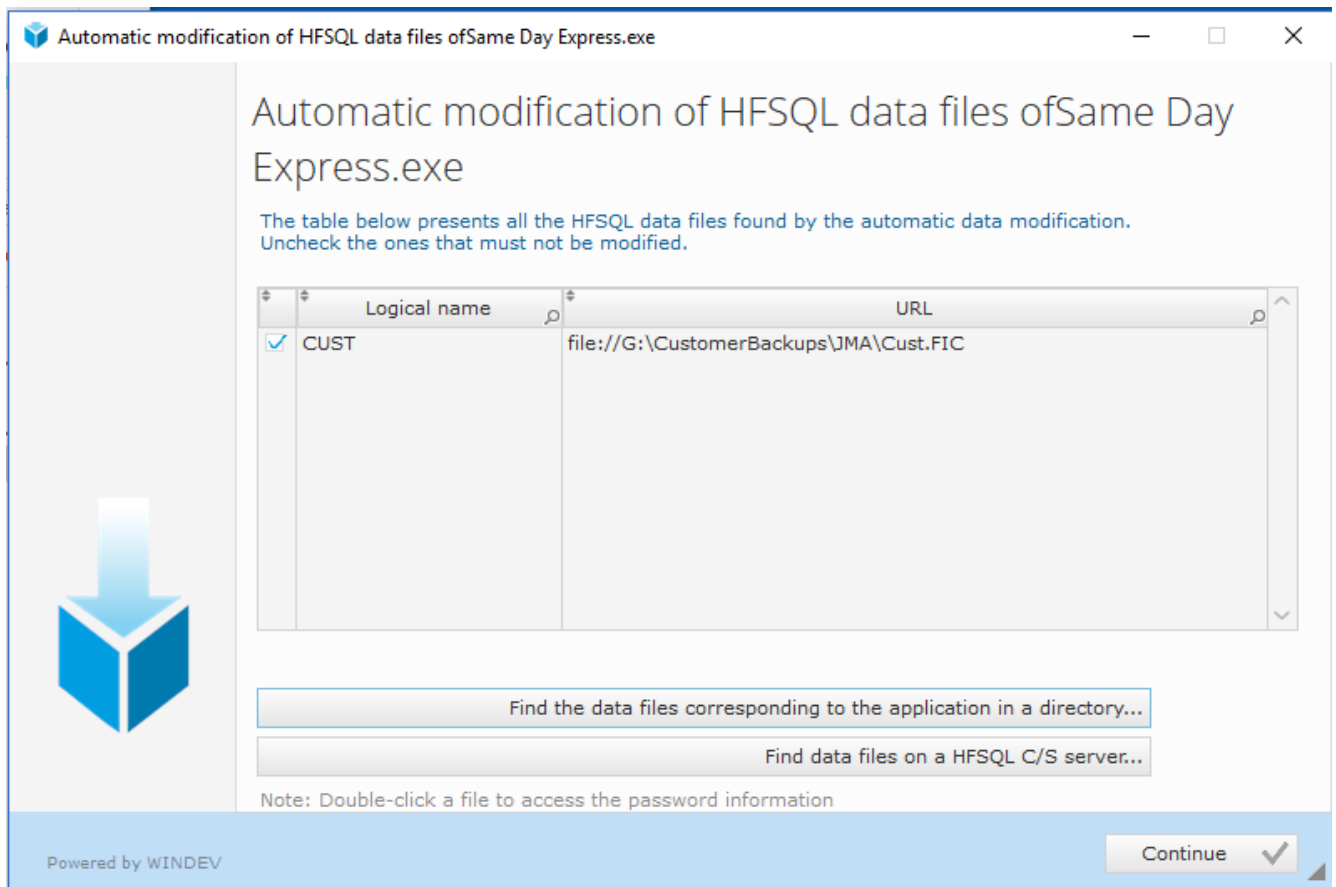 Automatic modification of HFSQL data files ofSame Day Express.exe
Automatic modification of HFSQL data files ofSame Day
Express.exe
The table below presents all the HFSQL data files found by the automatic data modification.
Uncheck the ones that must not be modified.
Logical name URL
CUST file://G:\CustomerBackups\JMA\Cust.FIC
Find the data files corresponding to the application in a directory...
Find data files on a HFSQL C/S server...
Note: Double-click a file to access the password information
Powered by WINDEV
Continue